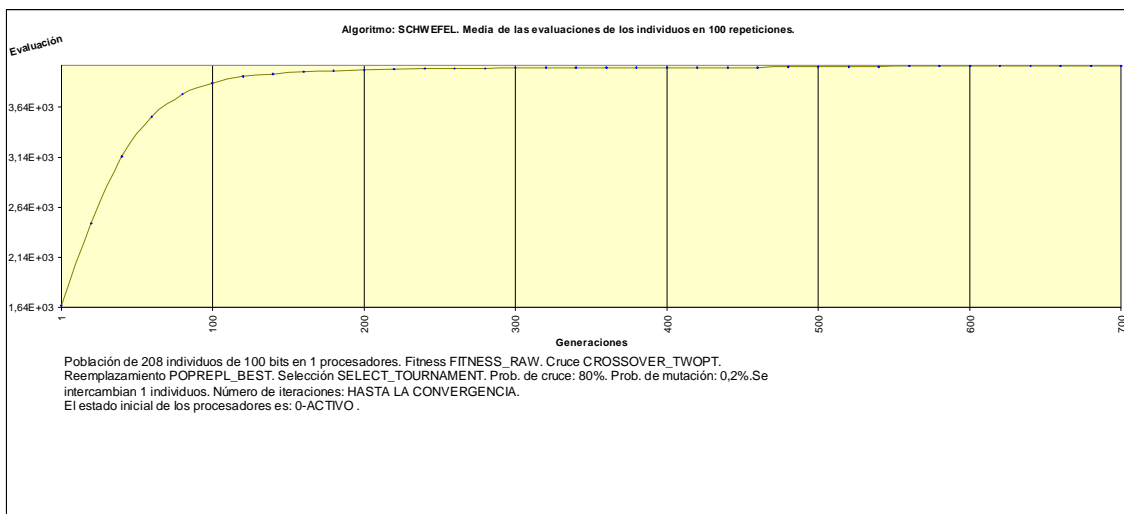 Algoritmo: SCHWEFEL. Media de las evaluaciones de los individuos en 100 repeticiones.
Evaluación
3,64E+03
3,14E+03
2,64E+03
2,14E+03
1,64E+03
1
100
200
300
400
500
600
700
Generaciones
Población de 208 individuos de 100 bits en 1 procesadores. Fitness FITNESS_RAW. Cruce CROSSOVER_TWOPT.
Reemplazamiento POPREPL_BEST. Selección SELECT_TOURNAMENT. Prob. de cruce: 80%. Prob. de mutación: 0,2%.Se
intercambian 1 individuos. Número de iteraciones: HASTA LA CONVERGENCIA.
El estado inicial de los procesadores es: 0-ACTIVO .